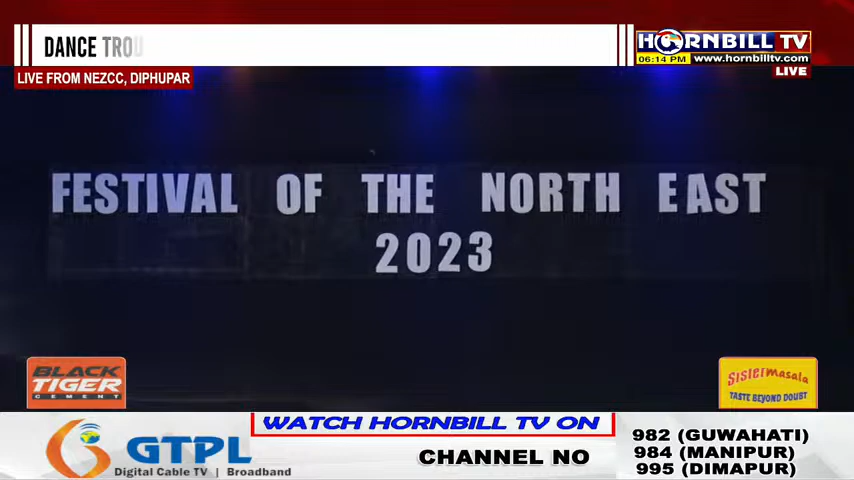 DANCE TROU
HORNBILL TV
06:14 PM www.hornbilltv.com
LIVE
LIVE FROM NEZCC, DIPHUPAR
FESTIVAL OF THE NORTH EAST
2023
BLACK
TIGER
CEMENT
Sister masala
TASTE BEYOND DOUBT
WATCH HORNBILL TV ON
GTPL
Digital Cable TV | Broadband
CHANNEL NO
982 (GUWAHATI)
984 (MANIPUR)
995 (DIMAPUR)